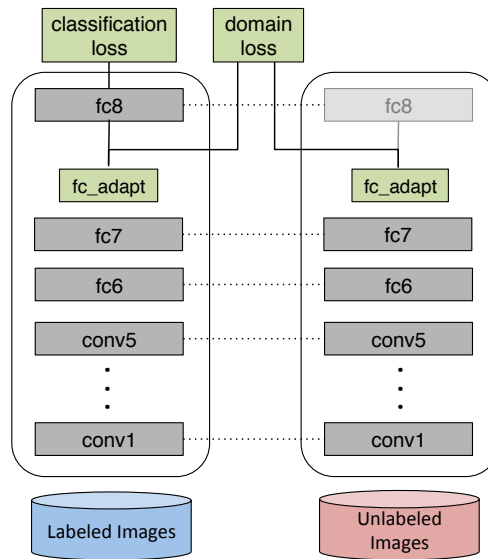 classification
loss
domain
loss
fc8
fc8
fc_adapt
fc_adapt
fc7
fc7
fc6
fc6
conv5
conv5
conv1
conv1
Labeled Images
Unlabeled
Images